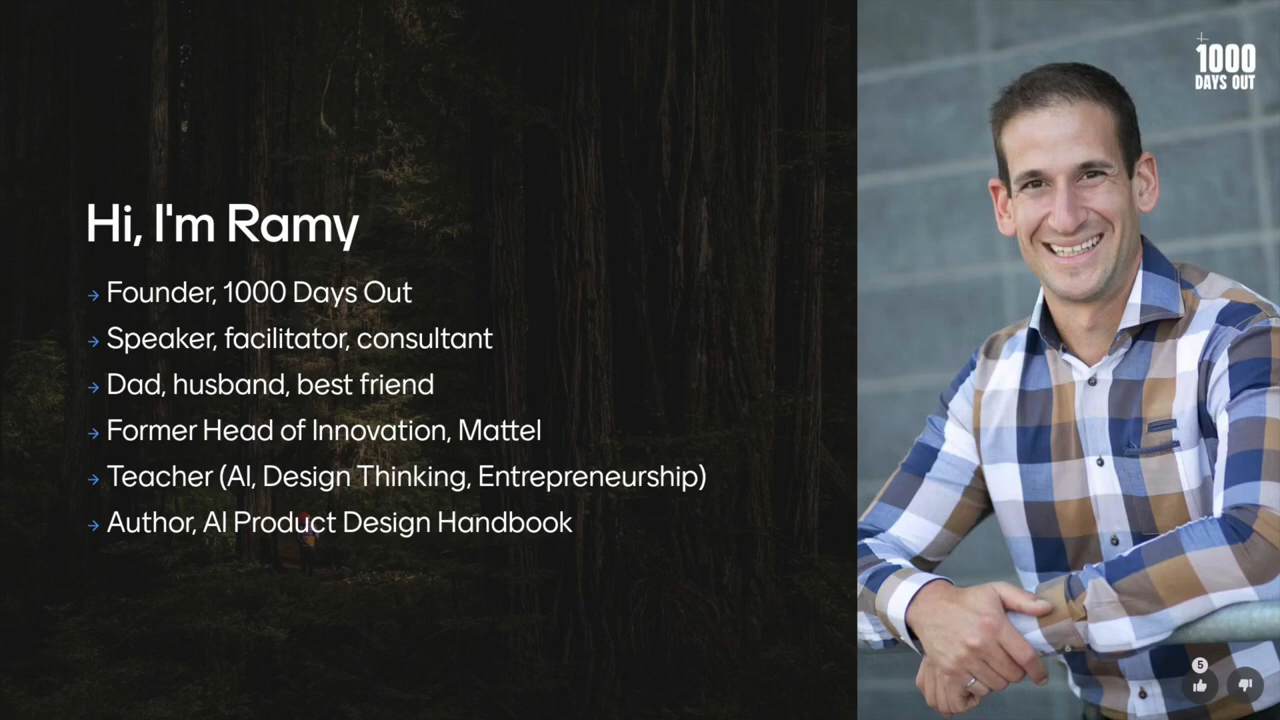 1000
DAYS OUT
Hi, I'm Ramy
→ Founder, 1000 Days Out
→ Speaker, facilitator, consultant
→ Dad, husband, best friend
→ Former Head of Innovation, Mattel
→ Teacher (AI, Design Thinking, Entrepreneurship)
→ Author, AI Product Design Handbook
5